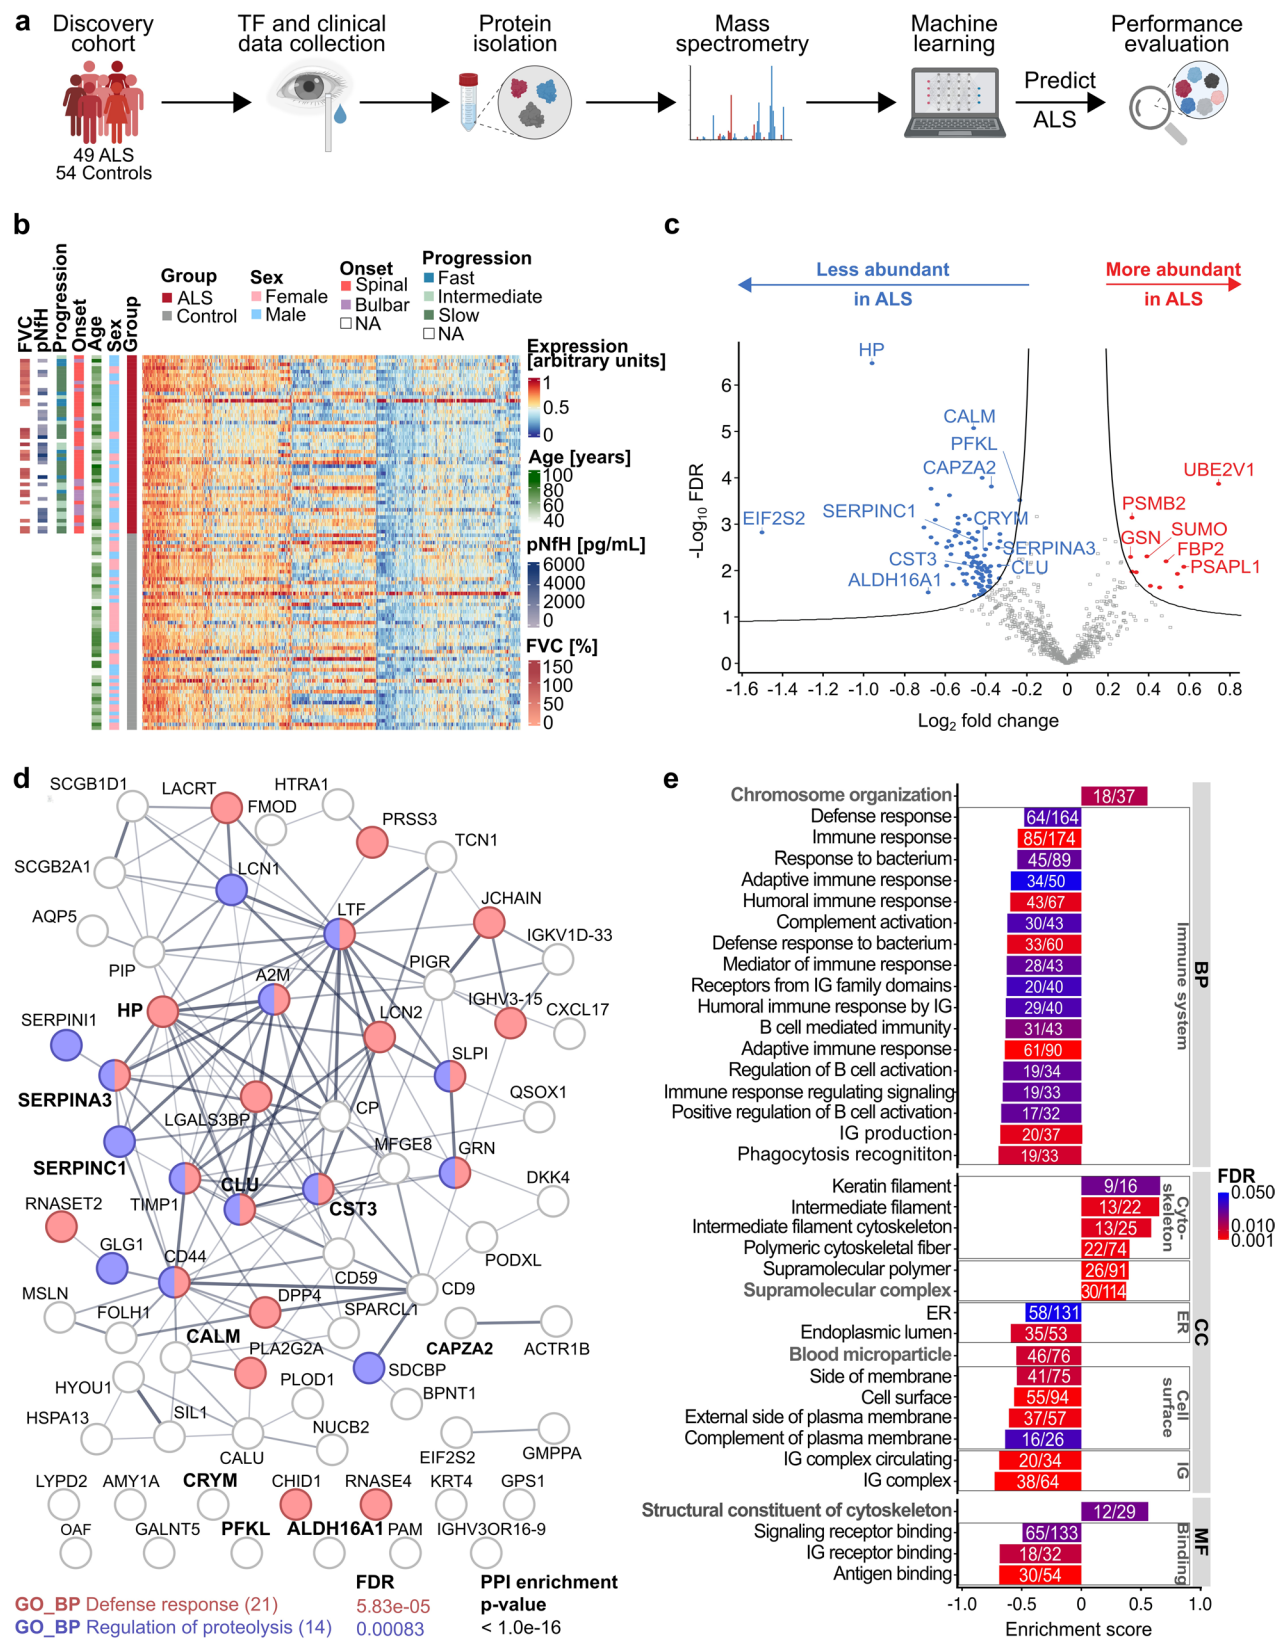 a
Discovery
cohort
TF and clinical
data collection
Protein
isolation
Mass
spectrometry
Machine
learning
Performance
evaluation
Predict
ALS
49 ALS
54 Controls
b
FVC
pNfH
Progression
Onset
Age
Sex
Group
Group
ALS
Control
Sex
Female
Male
Onset
Spinal
Bulbar
NA
Progression
Fast
Intermediate
Slow
NA
Expression
[arbitrary units]
1
0.5
0
Age [years]
100
80
60
40
pNfH [pg/mL]
6000
4000
2000
0
FVC [%]
150
100
50
0
c
Less abundant
in ALS
More abundant
in ALS
HP
CALM
PFKL
CAPZA2
SERPINC1
CRYM
EIF2S2
SERPINA3
CST3
CLU
ALDH16A1
UBE2V1
PSMB2
GSN
SUMO
FBP2
PSAPL1
-Log10 FDR
6
5
4
3
2
1
0
-1.6 -1.4 -1.2 -1.0 -0.8 -0.6 -0.4 -0.2 0 0.2 0.4 0.6 0.8
Log2 fold change
d
SCGB1D1
LACRT
HTRA1
FMOD
PRSS3
TCN1
SCGB2A1
LCN1
JCHAIN
AQP5
LTF
IGKV1D-33
PIP
A2M
PIGR
HP
IGHV3-15
CXCL17
SERPINI1
LCN2
SLPI
SERPINA3
LGALS3BP
CP
QSOX1
MFGE8
GRN
SERPINC1
CLU
DKK4
RNASET2
TIMP1
CST3
GLG1
CD44
CD59
PODXL
MSLN
FOLH1
DPP4
SPARCL1
CD9
CALM
PLA2G2A
CAPZA2
ACTR1B
HYOU1
PLOD1
SDCBP
BPNT1
HSPA13
SIL1
NUCB2
CALU
EIF2S2
GMPPA
LYPD2
AMY1A
CRYM
CHID1
RNASE4
KRT4
GPS1
OAF
GALNT5
PFKL
ALDH16A1
PAM
IGHV3OR16-9
FDR
PPI enrichment
p-value
GO_BP Defense response (21)
5.83e-05
GO_BP Regulation of proteolysis (14)
0.00083
< 1.0e-16
e
Chromosome organization 18/37
Defense response 64/164
Immune response 85/174
Response to bacterium 45/89
Adaptive immune response 34/50
Humoral immune response 43/67
Complement activation 30/43
Defense response to bacterium 33/60
Mediator of immune response 28/43
Receptors from IG family domains 20/40
Humoral immune response by IG 29/40
B cell mediated immunity 31/43
Adaptive immune response 61/90
Regulation of B cell activation 19/34
Immune response regulating signaling 19/33
Positive regulation of B cell activation 17/32
IG production 20/37
Phagocytosis recognititon 19/33
Immune system
BP
Keratin filament 9/16
Intermediate filament 13/22
Intermediate filament cytoskeleton 13/25
Polymeric cytoskeletal fiber 22/74
Cyto-
skeleton
Supramolecular polymer 26/91
Supramolecular complex 30/114
ER 58/131
Endoplasmic lumen 35/53
ER
Blood microparticle 46/76
Side of membrane 41/75
Cell surface 55/94
External side of plasma membrane 37/57
Complement of plasma membrane 16/26
Cell
surface
IG complex circulating 20/34
IG complex 38/64
IG
CC
Structural constituent of cytoskeleton 12/29
Signaling receptor binding 65/133
IG receptor binding 18/32
Antigen binding 30/54
Binding
MF
-1.0 -0.5 0 0.5 1.0
Enrichment score
FDR
0.050
0.010
0.001